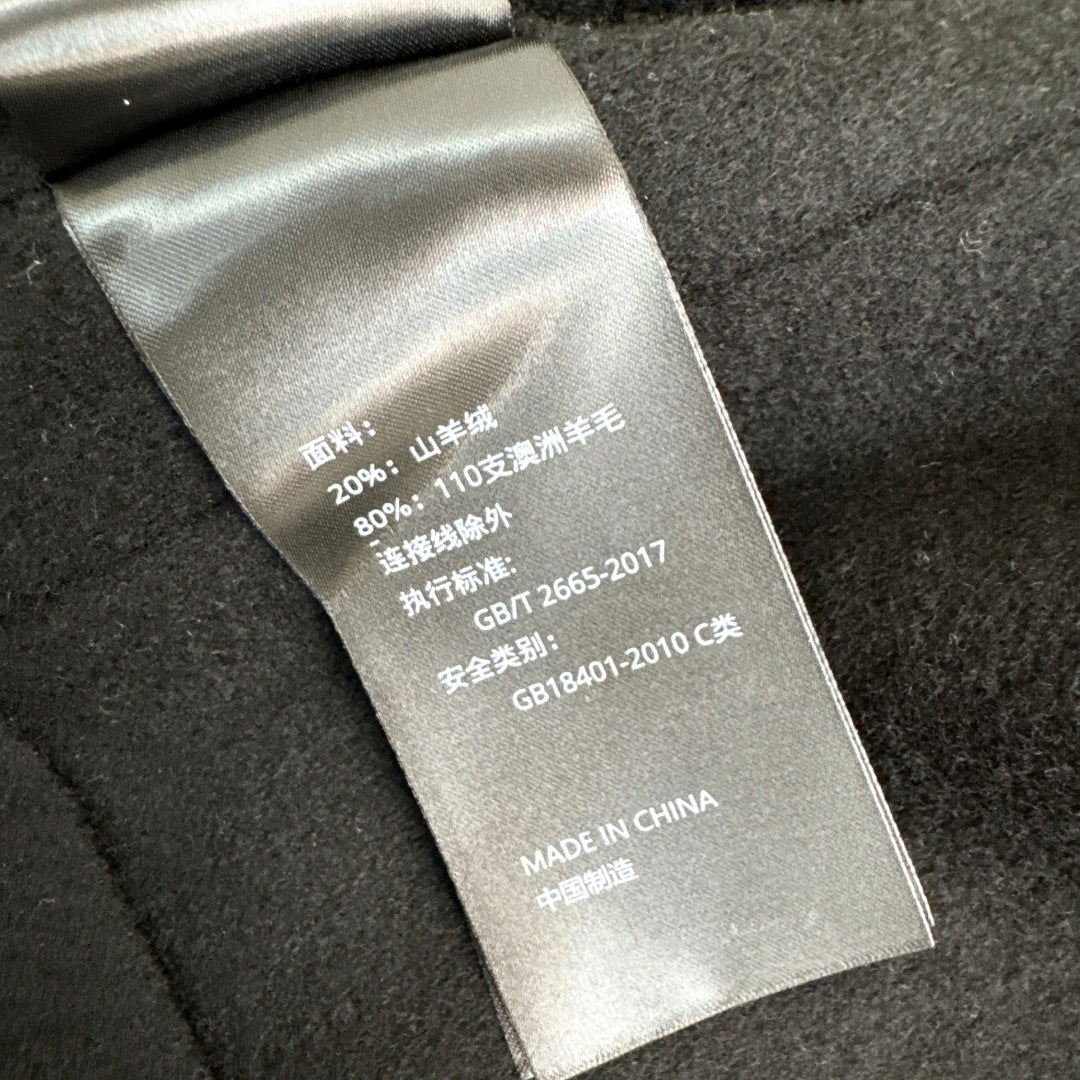 面料：
20%：山羊绒
80%：110支澳洲羊毛
连接线除外
执行标准:
GB/T 2665-2017
安全类别：
GB18401-2010 C类
MADE IN CHINA
中国制造